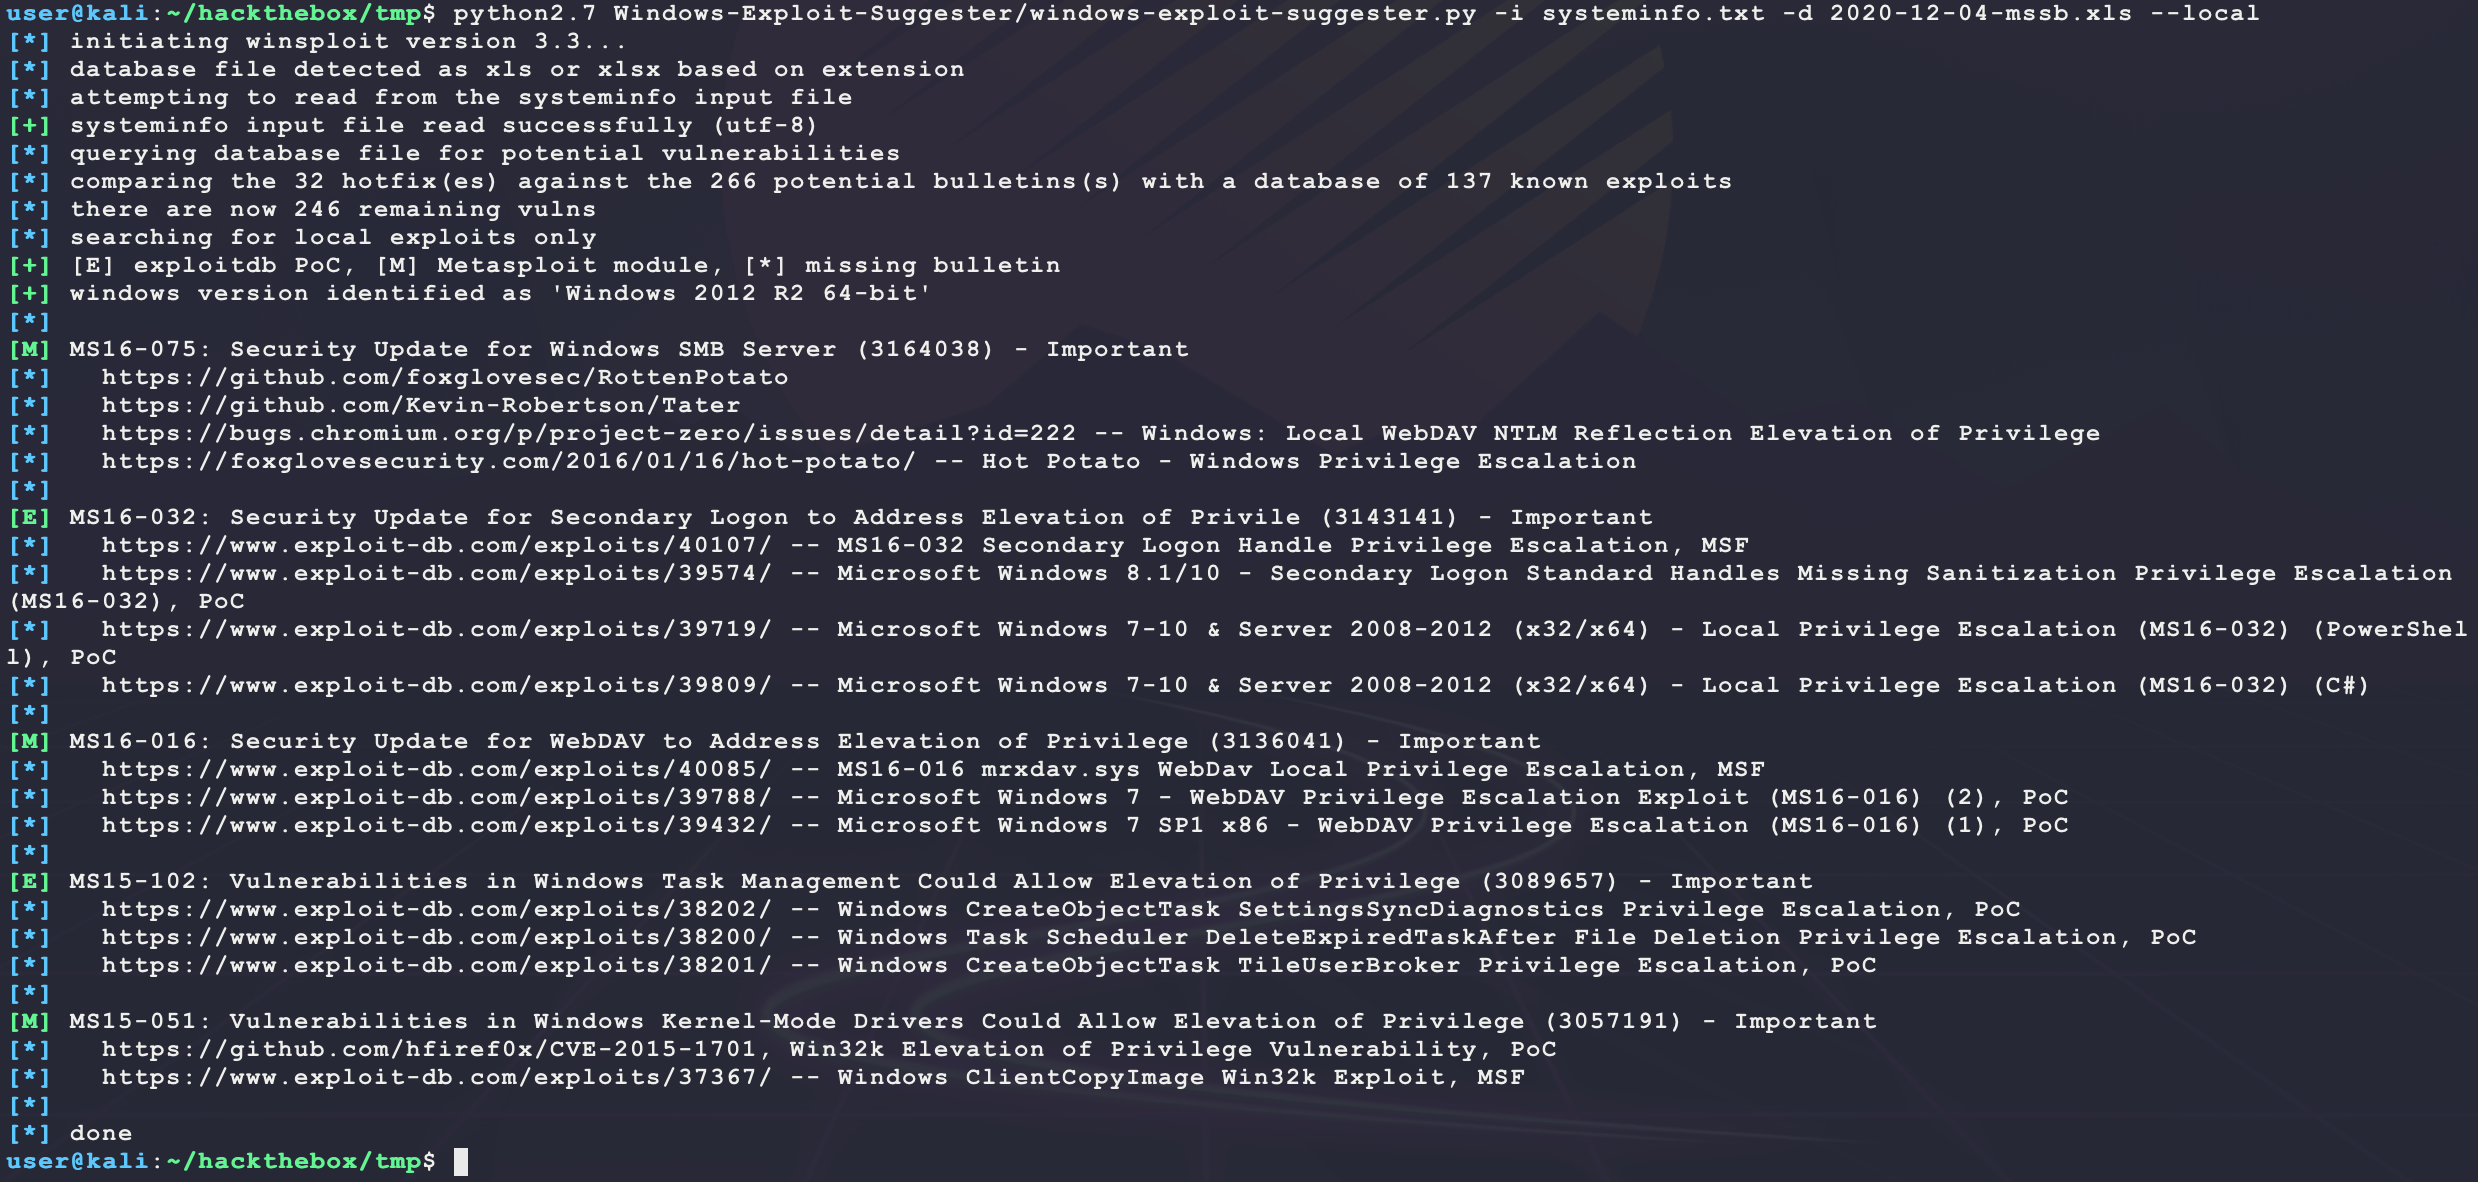 user@kali:~/hackthebox/tmp$ python2.7 Windows-Exploit-Suggester/windows-exploit-suggester.py -i systeminfo.txt -d 2020-12-04-mssb.xls --local
[*] initiating winsploit version 3.3...
[*] database file detected as xls or xlsx based on extension
[*] attempting to read from the systeminfo input file
[+] systeminfo input file read successfully (utf-8)
[*] querying database file for potential vulnerabilities
[*] comparing the 32 hotfix(es) against the 266 potential bulletins(s) with a database of 137 known exploits
[*] there are now 246 remaining vulns
[*] searching for local exploits only
[+] [E] exploitdb PoC, [M] Metasploit module, [*] missing bulletin
[+] windows version identified as 'Windows 2012 R2 64-bit'
[*]
[M] MS16-075: Security Update for Windows SMB Server (3164038) - Important
[*]   https://github.com/foxglovesec/RottenPotato
[*]   https://github.com/Kevin-Robertson/Tater
[*]   https://bugs.chromium.org/p/project-zero/issues/detail?id=222 -- Windows: Local WebDAV NTLM Reflection Elevation of Privilege
[*]   https://foxglovesecurity.com/2016/01/16/hot-potato/ -- Hot Potato - Windows Privilege Escalation
[*]
[E] MS16-032: Security Update for Secondary Logon to Address Elevation of Privile (3143141) - Important
[*]   https://www.exploit-db.com/exploits/40107/ -- MS16-032 Secondary Logon Handle Privilege Escalation, MSF
[*]   https://www.exploit-db.com/exploits/39574/ -- Microsoft Windows 8.1/10 - Secondary Logon Standard Handles Missing Sanitization Privilege Escalation
(MS16-032), PoC
[*]   https://www.exploit-db.com/exploits/39719/ -- Microsoft Windows 7-10 & Server 2008-2012 (x32/x64) - Local Privilege Escalation (MS16-032) (PowerShel
l), PoC
[*]   https://www.exploit-db.com/exploits/39809/ -- Microsoft Windows 7-10 & Server 2008-2012 (x32/x64) - Local Privilege Escalation (MS16-032) (C#)
[*]
[M] MS16-016: Security Update for WebDAV to Address Elevation of Privilege (3136041) - Important
[*]   https://www.exploit-db.com/exploits/40085/ -- MS16-016 mrxdav.sys WebDav Local Privilege Escalation, MSF
[*]   https://www.exploit-db.com/exploits/39788/ -- Microsoft Windows 7 - WebDAV Privilege Escalation Exploit (MS16-016) (2), PoC
[*]   https://www.exploit-db.com/exploits/39432/ -- Microsoft Windows 7 SP1 x86 - WebDAV Privilege Escalation (MS16-016) (1), PoC
[*]
[E] MS15-102: Vulnerabilities in Windows Task Management Could Allow Elevation of Privilege (3089657) - Important
[*]   https://www.exploit-db.com/exploits/38202/ -- Windows CreateObjectTask SettingsSyncDiagnostics Privilege Escalation, PoC
[*]   https://www.exploit-db.com/exploits/38200/ -- Windows Task Scheduler DeleteExpiredTaskAfter File Deletion Privilege Escalation, PoC
[*]   https://www.exploit-db.com/exploits/38201/ -- Windows CreateObjectTask TileUserBroker Privilege Escalation, PoC
[*]
[M] MS15-051: Vulnerabilities in Windows Kernel-Mode Drivers Could Allow Elevation of Privilege (3057191) - Important
[*]   https://github.com/hfiref0x/CVE-2015-1701, Win32k Elevation of Privilege Vulnerability, PoC
[*]   https://www.exploit-db.com/exploits/37367/ -- Windows ClientCopyImage Win32k Exploit, MSF
[*]
[*] done
user@kali:~/hackthebox/tmp$